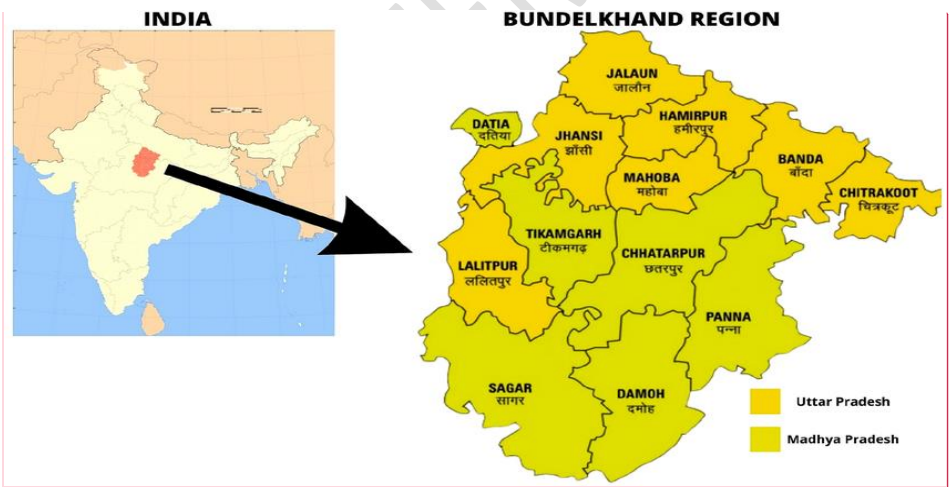 INDIA
BUNDELKHAND REGION
JALAUN
जालौन
DATIA
दतिया
JHANSI
झाँसी
HAMIRPUR
हमीरपुर
MAHOBA
महोबा
BANDA
बाँदा
CHITRAKOOT
चित्रकूट
TIKAMGARH
टीकमगढ़
CHHATARPUR
छतरपुर
LALITPUR
ललितपुर
PANNA
पन्ना
SAGAR
सागर
DAMOH
दमोह
Uttar Pradesh
Madhya Pradesh